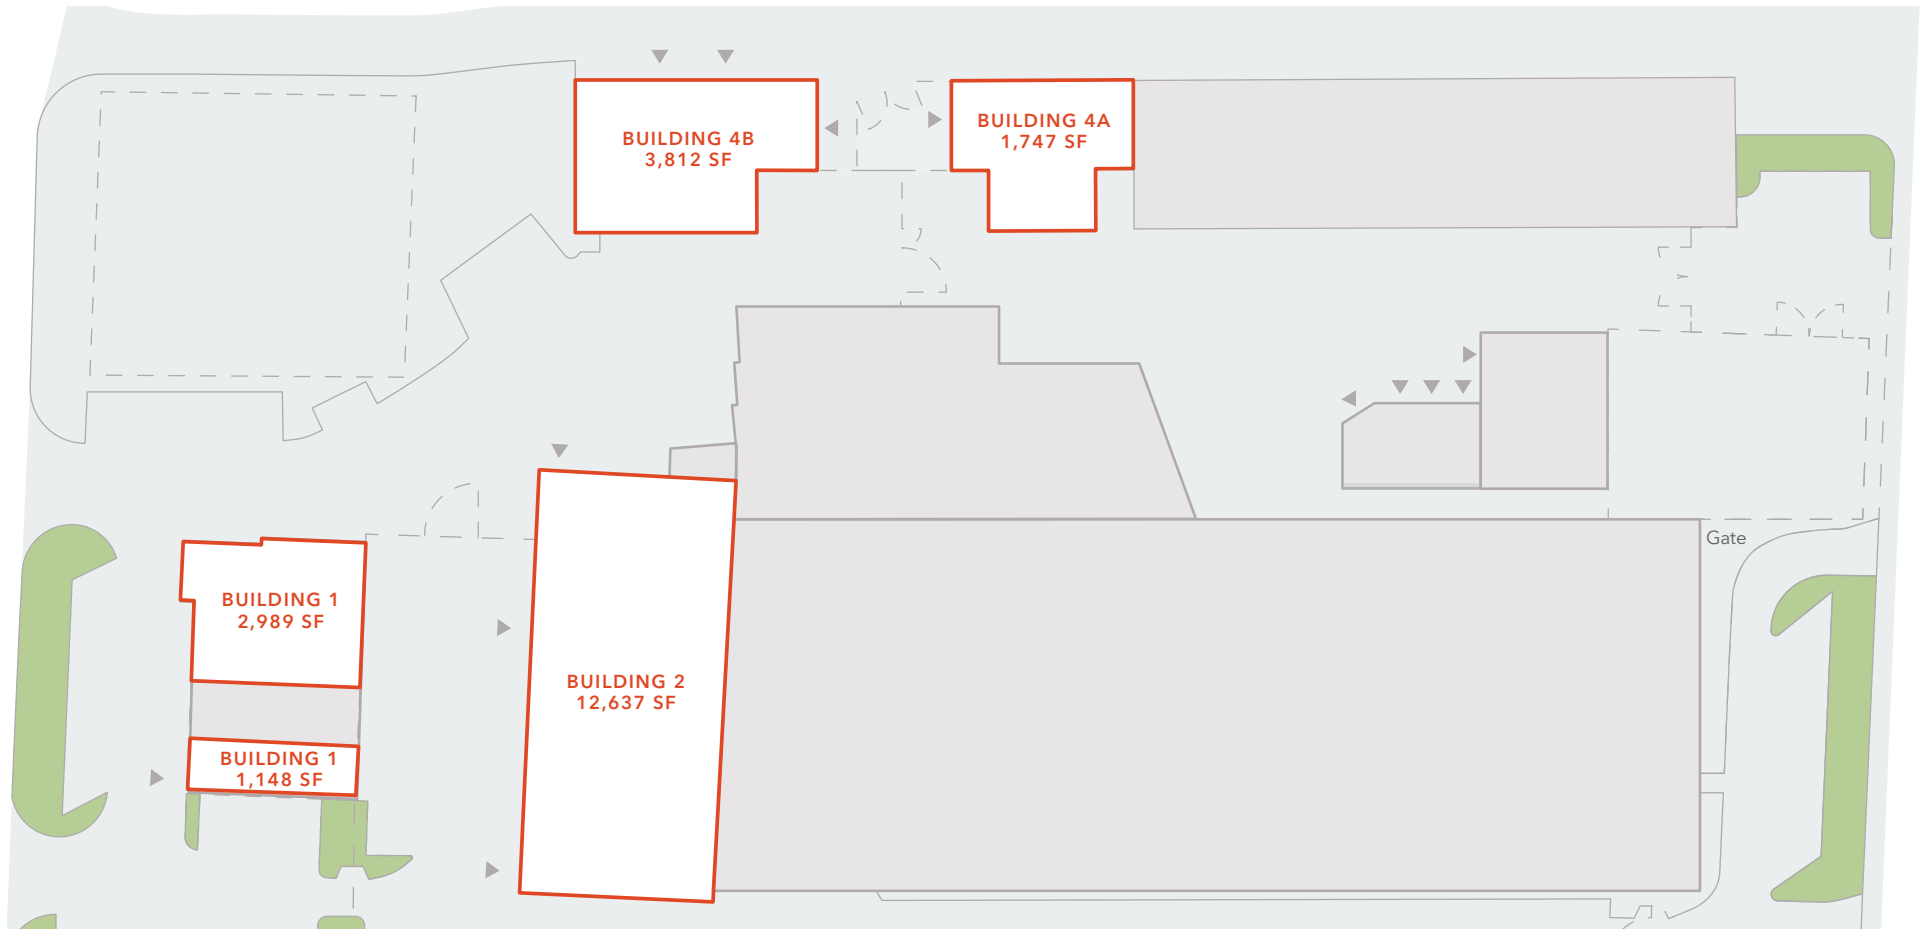 BUILDING 4B
3,812 SF
BUILDING 4A
1,747 SF
Gate
BUILDING 1
2,989 SF
BUILDING 2
12,637 SF
BUILDING 1
1,148 SF